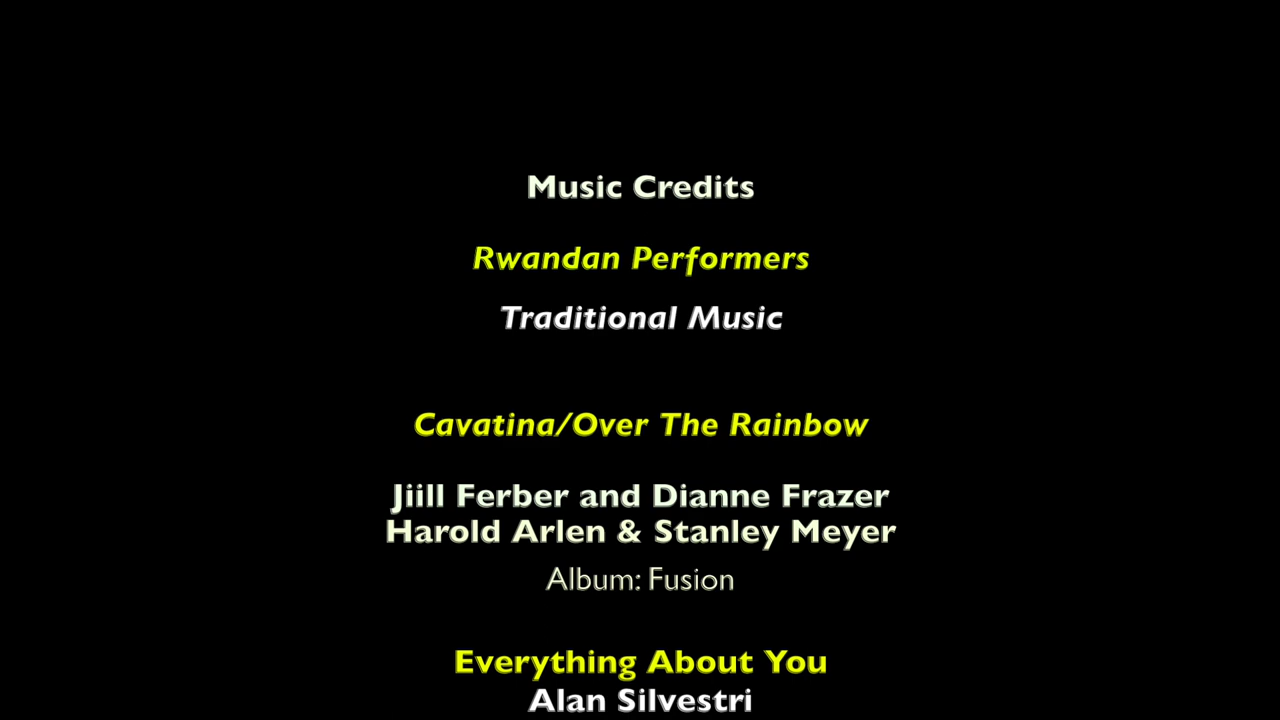 Music Credits
Rwandan Performers
Traditional Music
Cavatina/Over The Rainbow
Jiill Ferber and Dianne Frazer
Harold Arlen & Stanley Meyer
Album: Fusion
Everything About You
Alan Silvestri